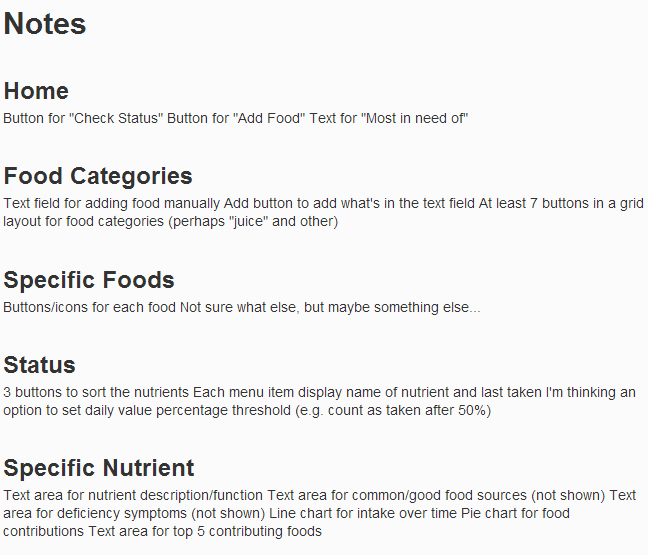 Notes
Home
Button for "Check Status" Button for "Add Food" Text for "Most in need of"
Food Categories
Text field for adding food manually Add button to add what's in the text field At least 7 buttons in a grid
layout for food categories (perhaps "juice" and other)
Specific Foods
Buttons/icons for each food Not sure what else, but maybe something else...
Status
3 buttons to sort the nutrients Each menu item display name of nutrient and last taken I'm thinking an
option to set daily value percentage threshold (e.g. count as taken after 50%)
Specific Nutrient
Text area for nutrient description/function Text area for common/good food sources (not shown) Text
area for deficiency symptoms (not shown) Line chart for intake over time Pie chart for food
contributions Text area for top 5 contributing foods